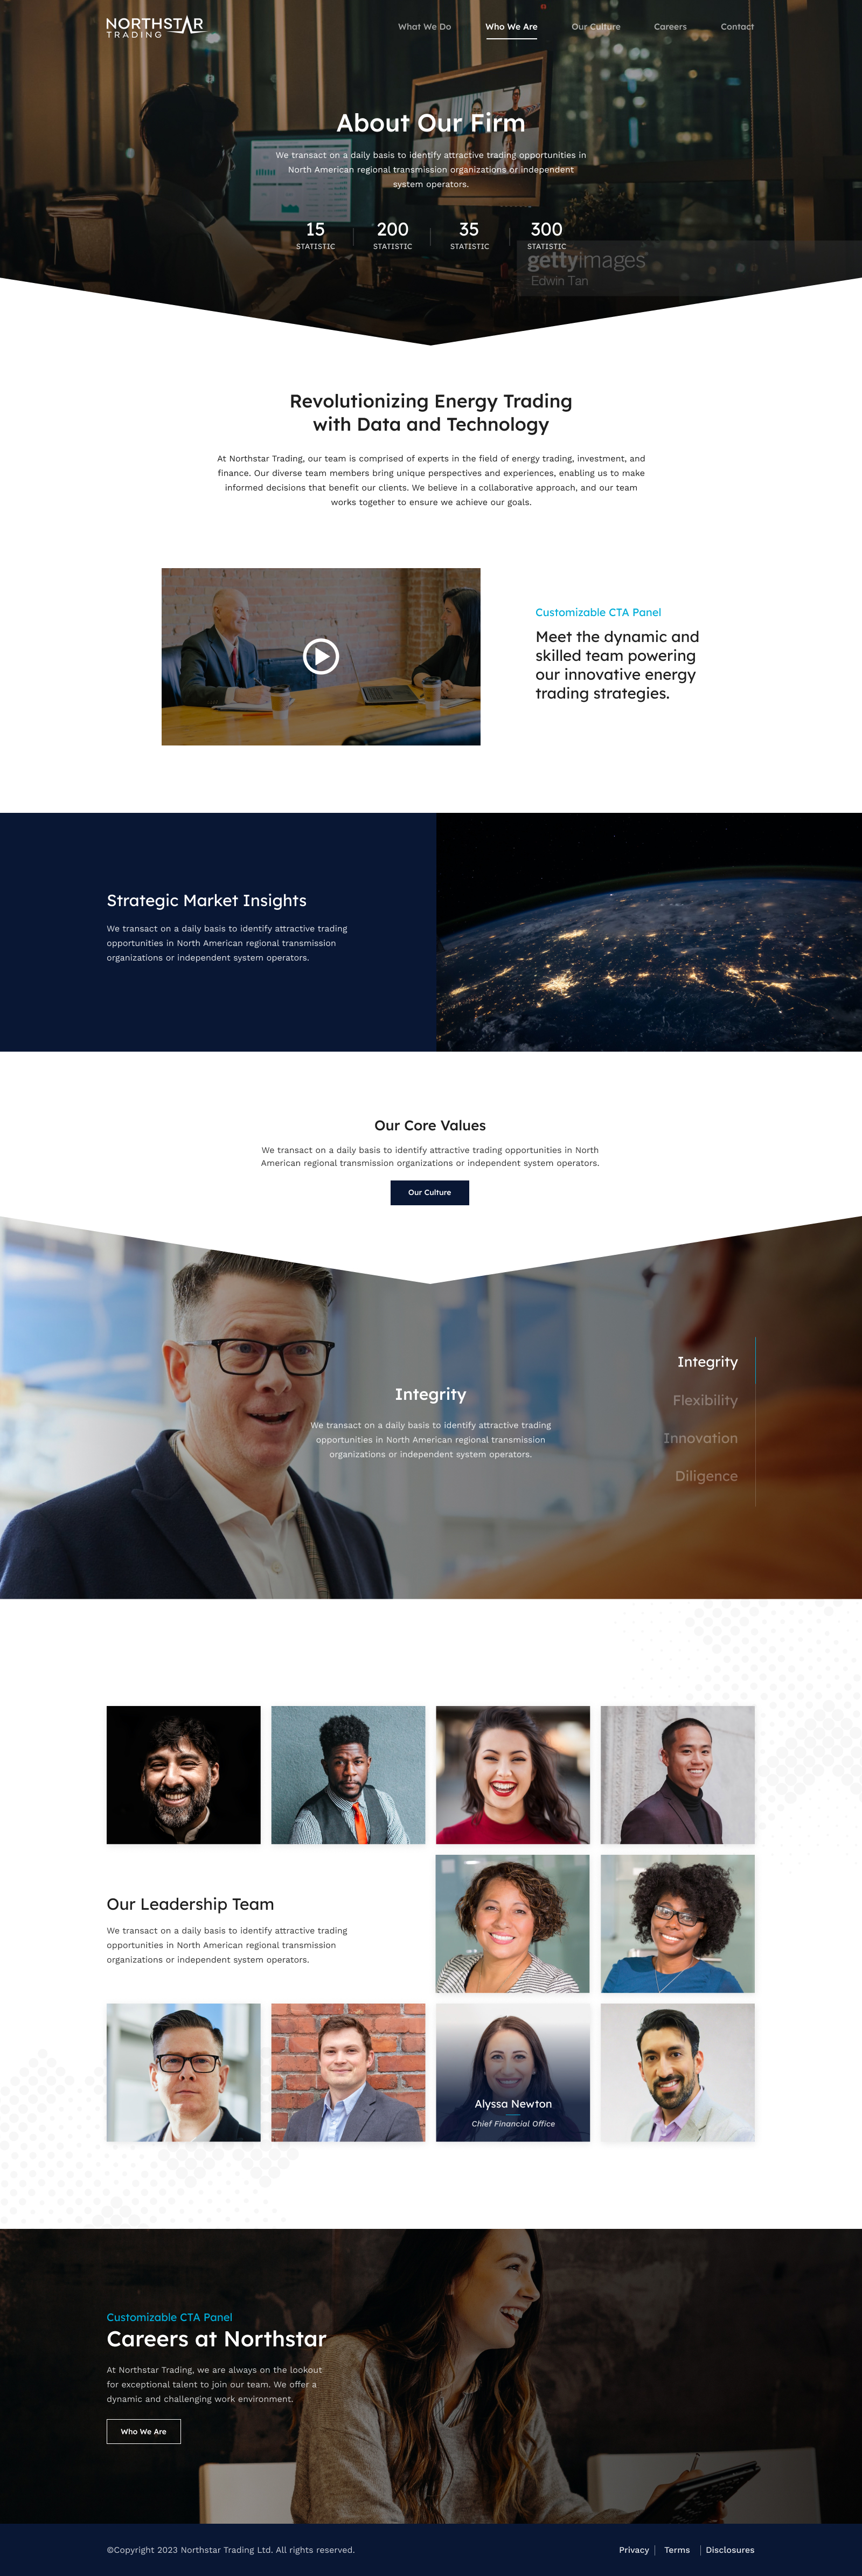 NORTHSTAR
TRADING
What We Do
Who We Are
Our Culture
Careers
Contact
About Our Firm
We transact on a daily basis to identify attractive trading opportunities in
North American regional transmission organizations or independent
system operators.
15
STATISTIC
200
STATISTIC
35
STATISTIC
300
STATISTIC
gettyimages
Edwin Tan
Revolutionizing Energy Trading
with Data and Technology
At Northstar Trading, our team is comprised of experts in the field of energy trading, investment, and
finance. Our diverse team members bring unique perspectives and experiences, enabling us to make
informed decisions that benefit our clients. We believe in a collaborative approach, and our team
works together to ensure we achieve our goals.
Customizable CTA Panel
Meet the dynamic and
skilled team powering
our innovative energy
trading strategies.
Strategic Market Insights
We transact on a daily basis to identify attractive trading
opportunities in North American regional transmission
organizations or independent system operators.
Our Core Values
We transact on a daily basis to identify attractive trading opportunities in North
American regional transmission organizations or independent system operators.
Our Culture
Integrity
We transact on a daily basis to identify attractive trading
opportunities in North American regional transmission
organizations or independent system operators.
Integrity
Flexibility
Innovation
Diligence
Our Leadership Team
We transact on a daily basis to identify attractive trading
opportunities in North American regional transmission
organizations or independent system operators.
Alyssa Newton
Chief Financial Office
Customizable CTA Panel
Careers at Northstar
At Northstar Trading, we are always on the lookout
for exceptional talent to join our team. We offer a
dynamic and challenging work environment.
Who We Are
©Copyright 2023 Northstar Trading Ltd. All rights reserved.
Privacy
Terms
Disclosures